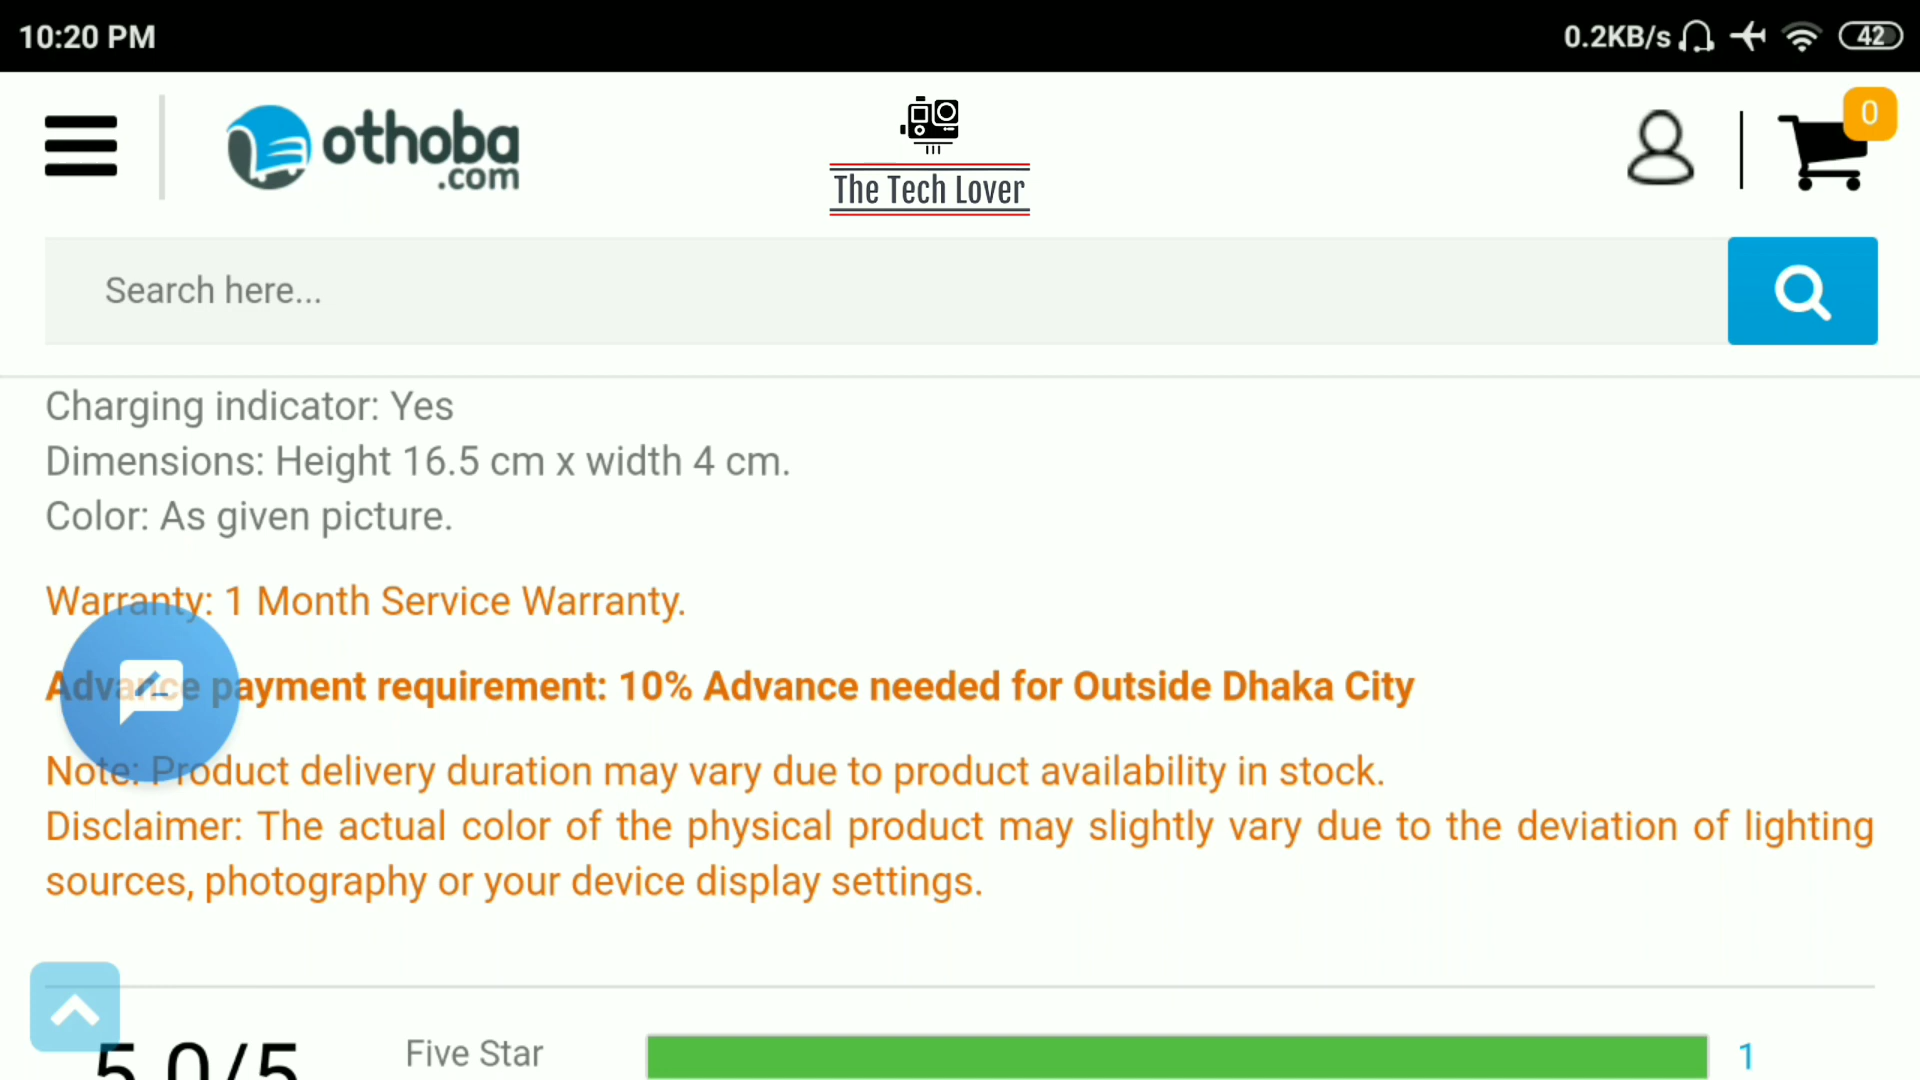 10:20 PM
0.2KB/s
42
othoba
.com
The Tech Lover
0
Search here...
Charging indicator: Yes
Dimensions: Height 16.5 cm x width 4 cm.
Color: As given picture.
Warranty: 1 Month Service Warranty.
Advance payment requirement: 10% Advance needed for Outside Dhaka City
Note: Product delivery duration may vary due to product availability in stock.
Disclaimer: The actual color of the physical product may slightly vary due to the deviation of lighting
sources, photography or your device display settings.
5.0/5
Five Star
1